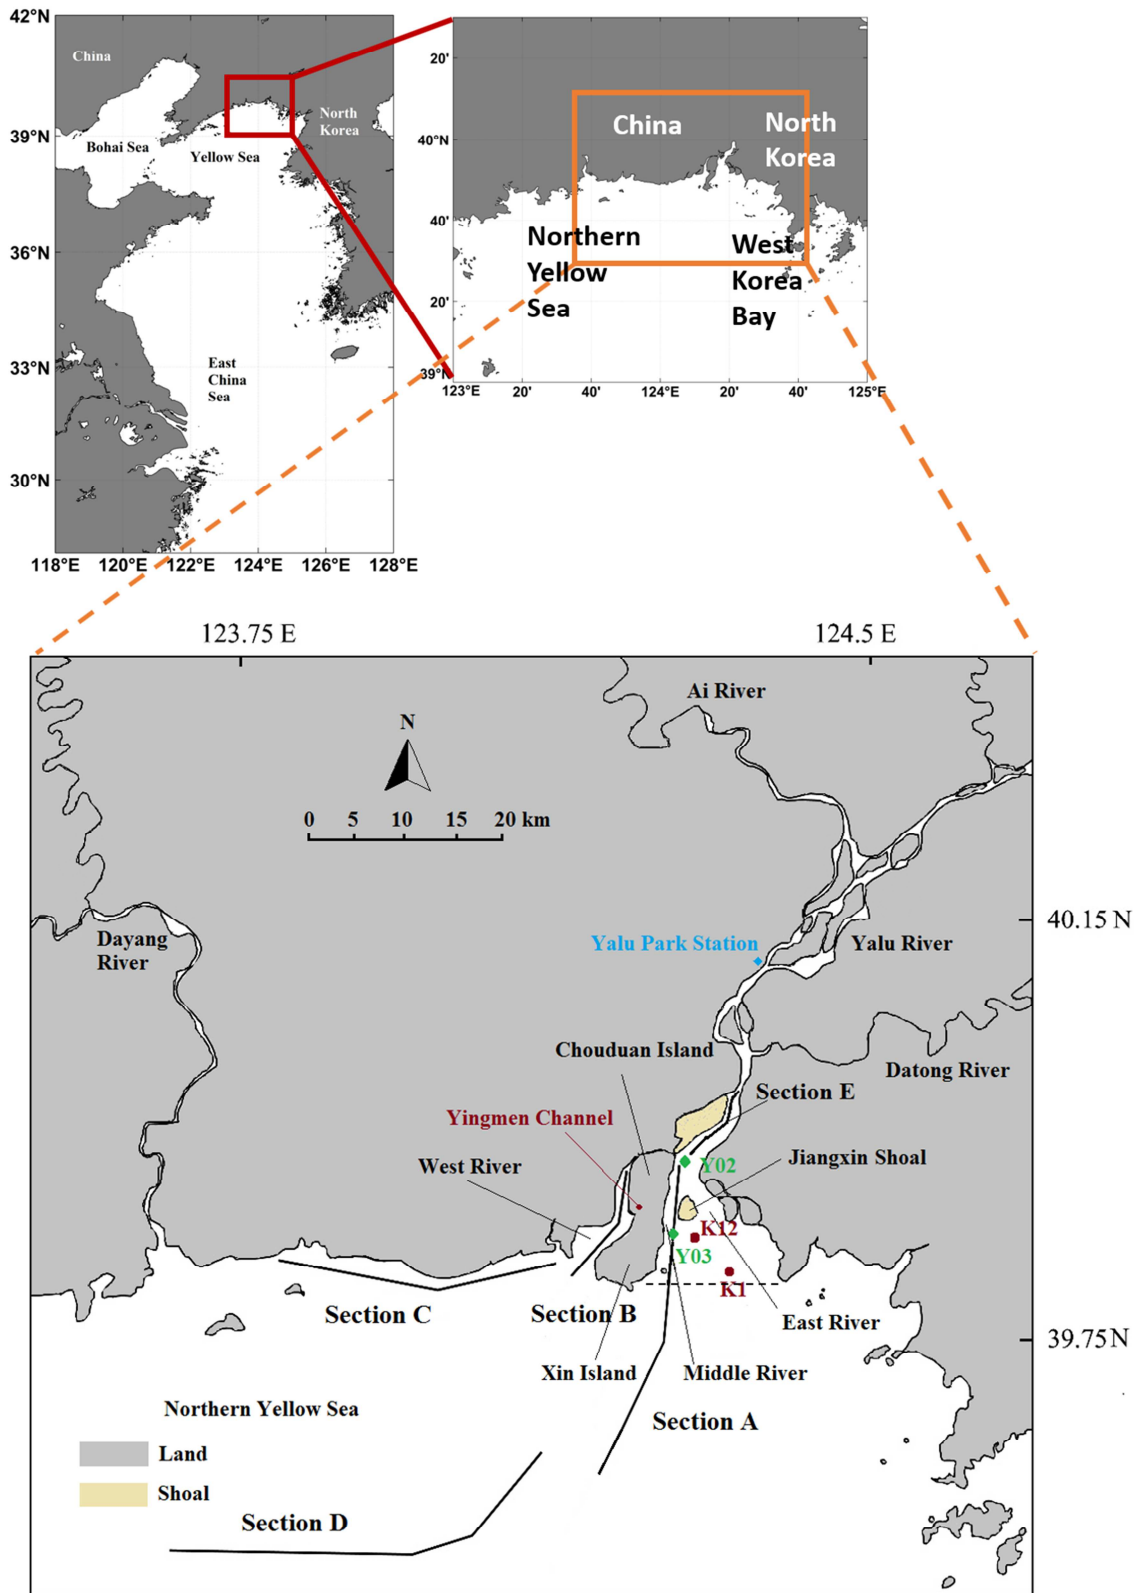 42°N
China
39°N
Bohai Sea
Yellow Sea
North
Korea
36°N
33°N
East
China
Sea
30°N
118°E
120°E
122°E
124°E
126°E
128°E
20'
China
North
Korea
40°N
40'
Northern
Yellow
Sea
West
Korea
Bay
20'
39°N
123°E
20'
40'
124°E
20'
40'
125°E
123.75 E
124.5 E
Ai River
N
0 5 10 15 20 km
40.15 N
Dayang
River
Yalu Park Station
Yalu River
Chouduan Island
Datong River
Section E
Yingmen Channel
West River
Y02
Jiangxin Shoal
K12
Y03
K1
Section C
Section B
East River
39.75 N
Xin Island
Middle River
Northern Yellow Sea
Section A
Land
Shoal
Section D